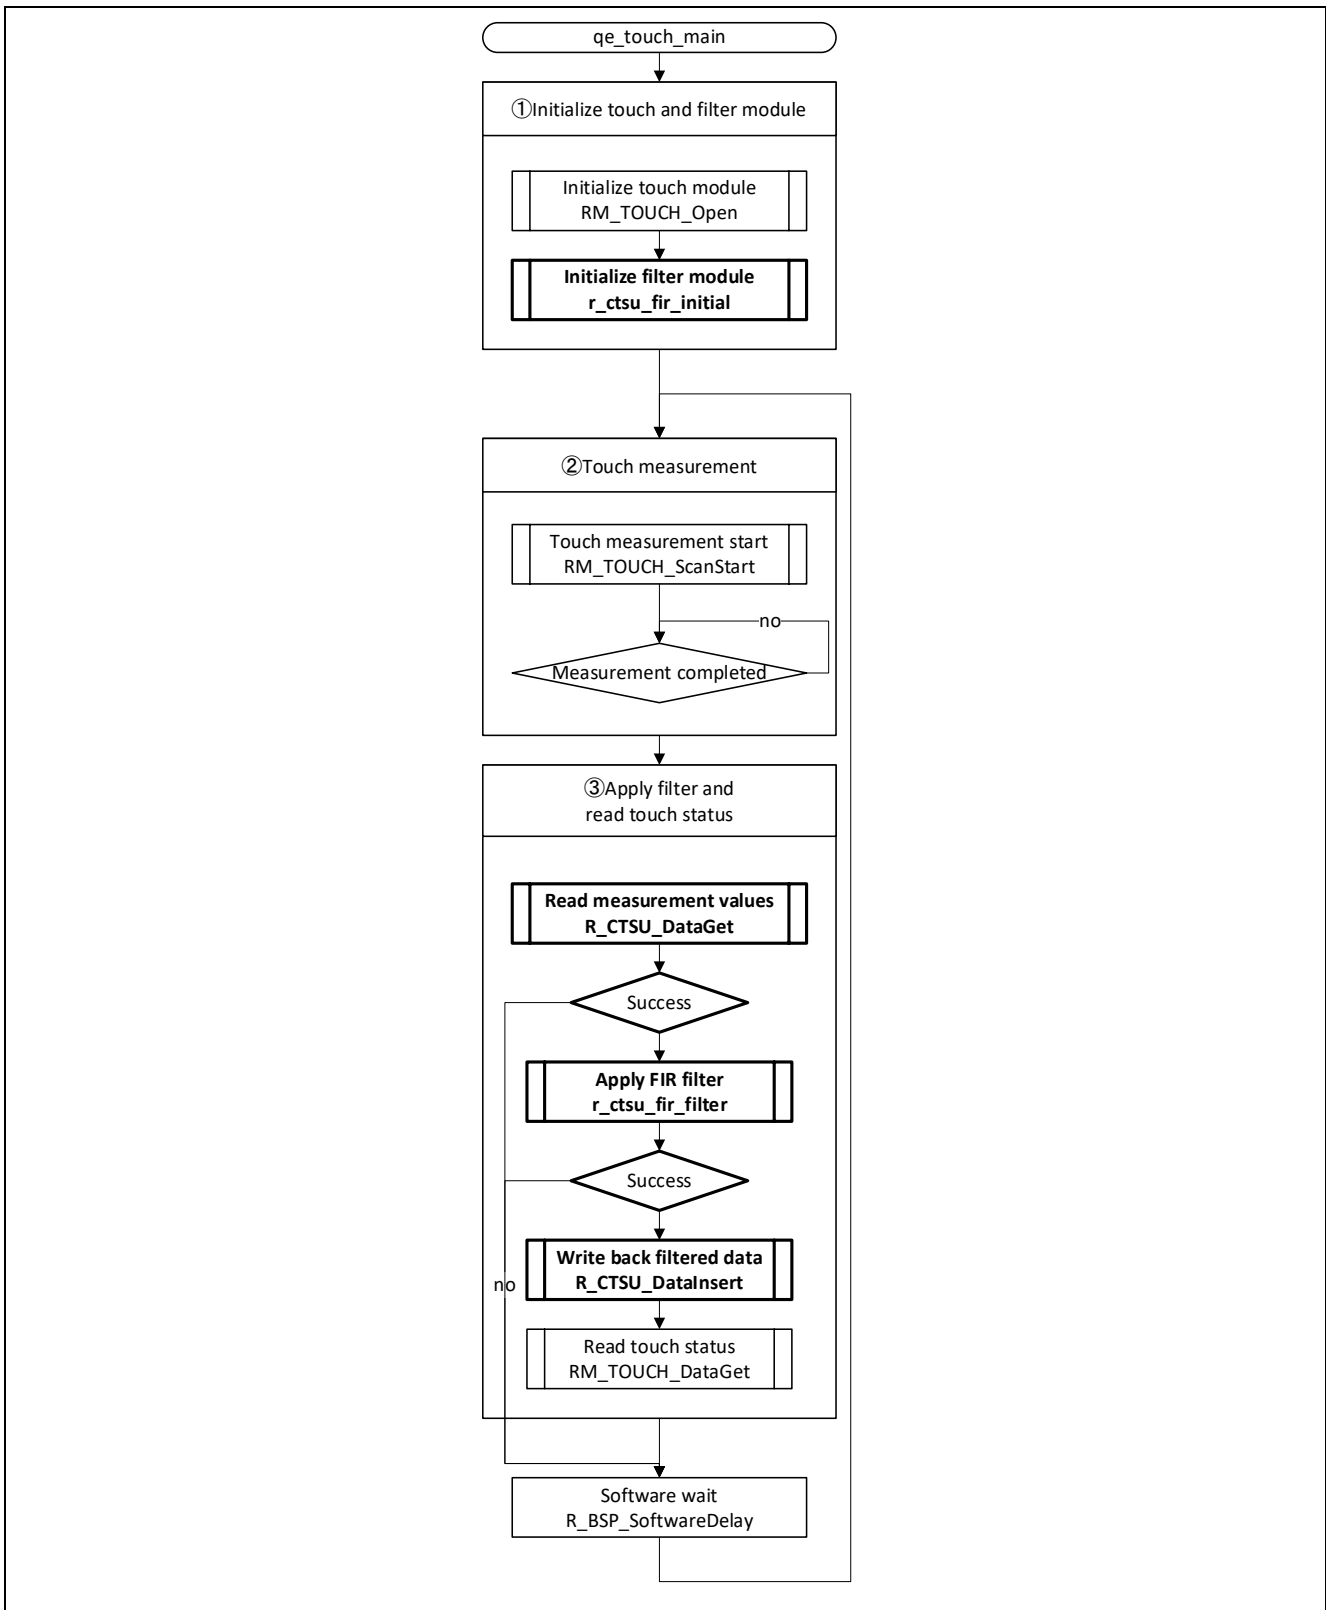 qe_touch_main
①Initialize touch and filter module
Initialize touch module
RM_TOUCH_Open
Initialize filter module
r_ctsu_fir_initial
②Touch measurement
Touch measurement start
RM_TOUCH_ScanStart
no
Measurement completed
③Apply filter and
read touch status
Read measurement values
R_CTSU_DataGet
Success
Apply FIR filter
r_ctsu_fir_filter
Success
Write back filtered data
R_CTSU_DataInsert
no
Read touch status
RM_TOUCH_DataGet
Software wait
R_BSP_SoftwareDelay